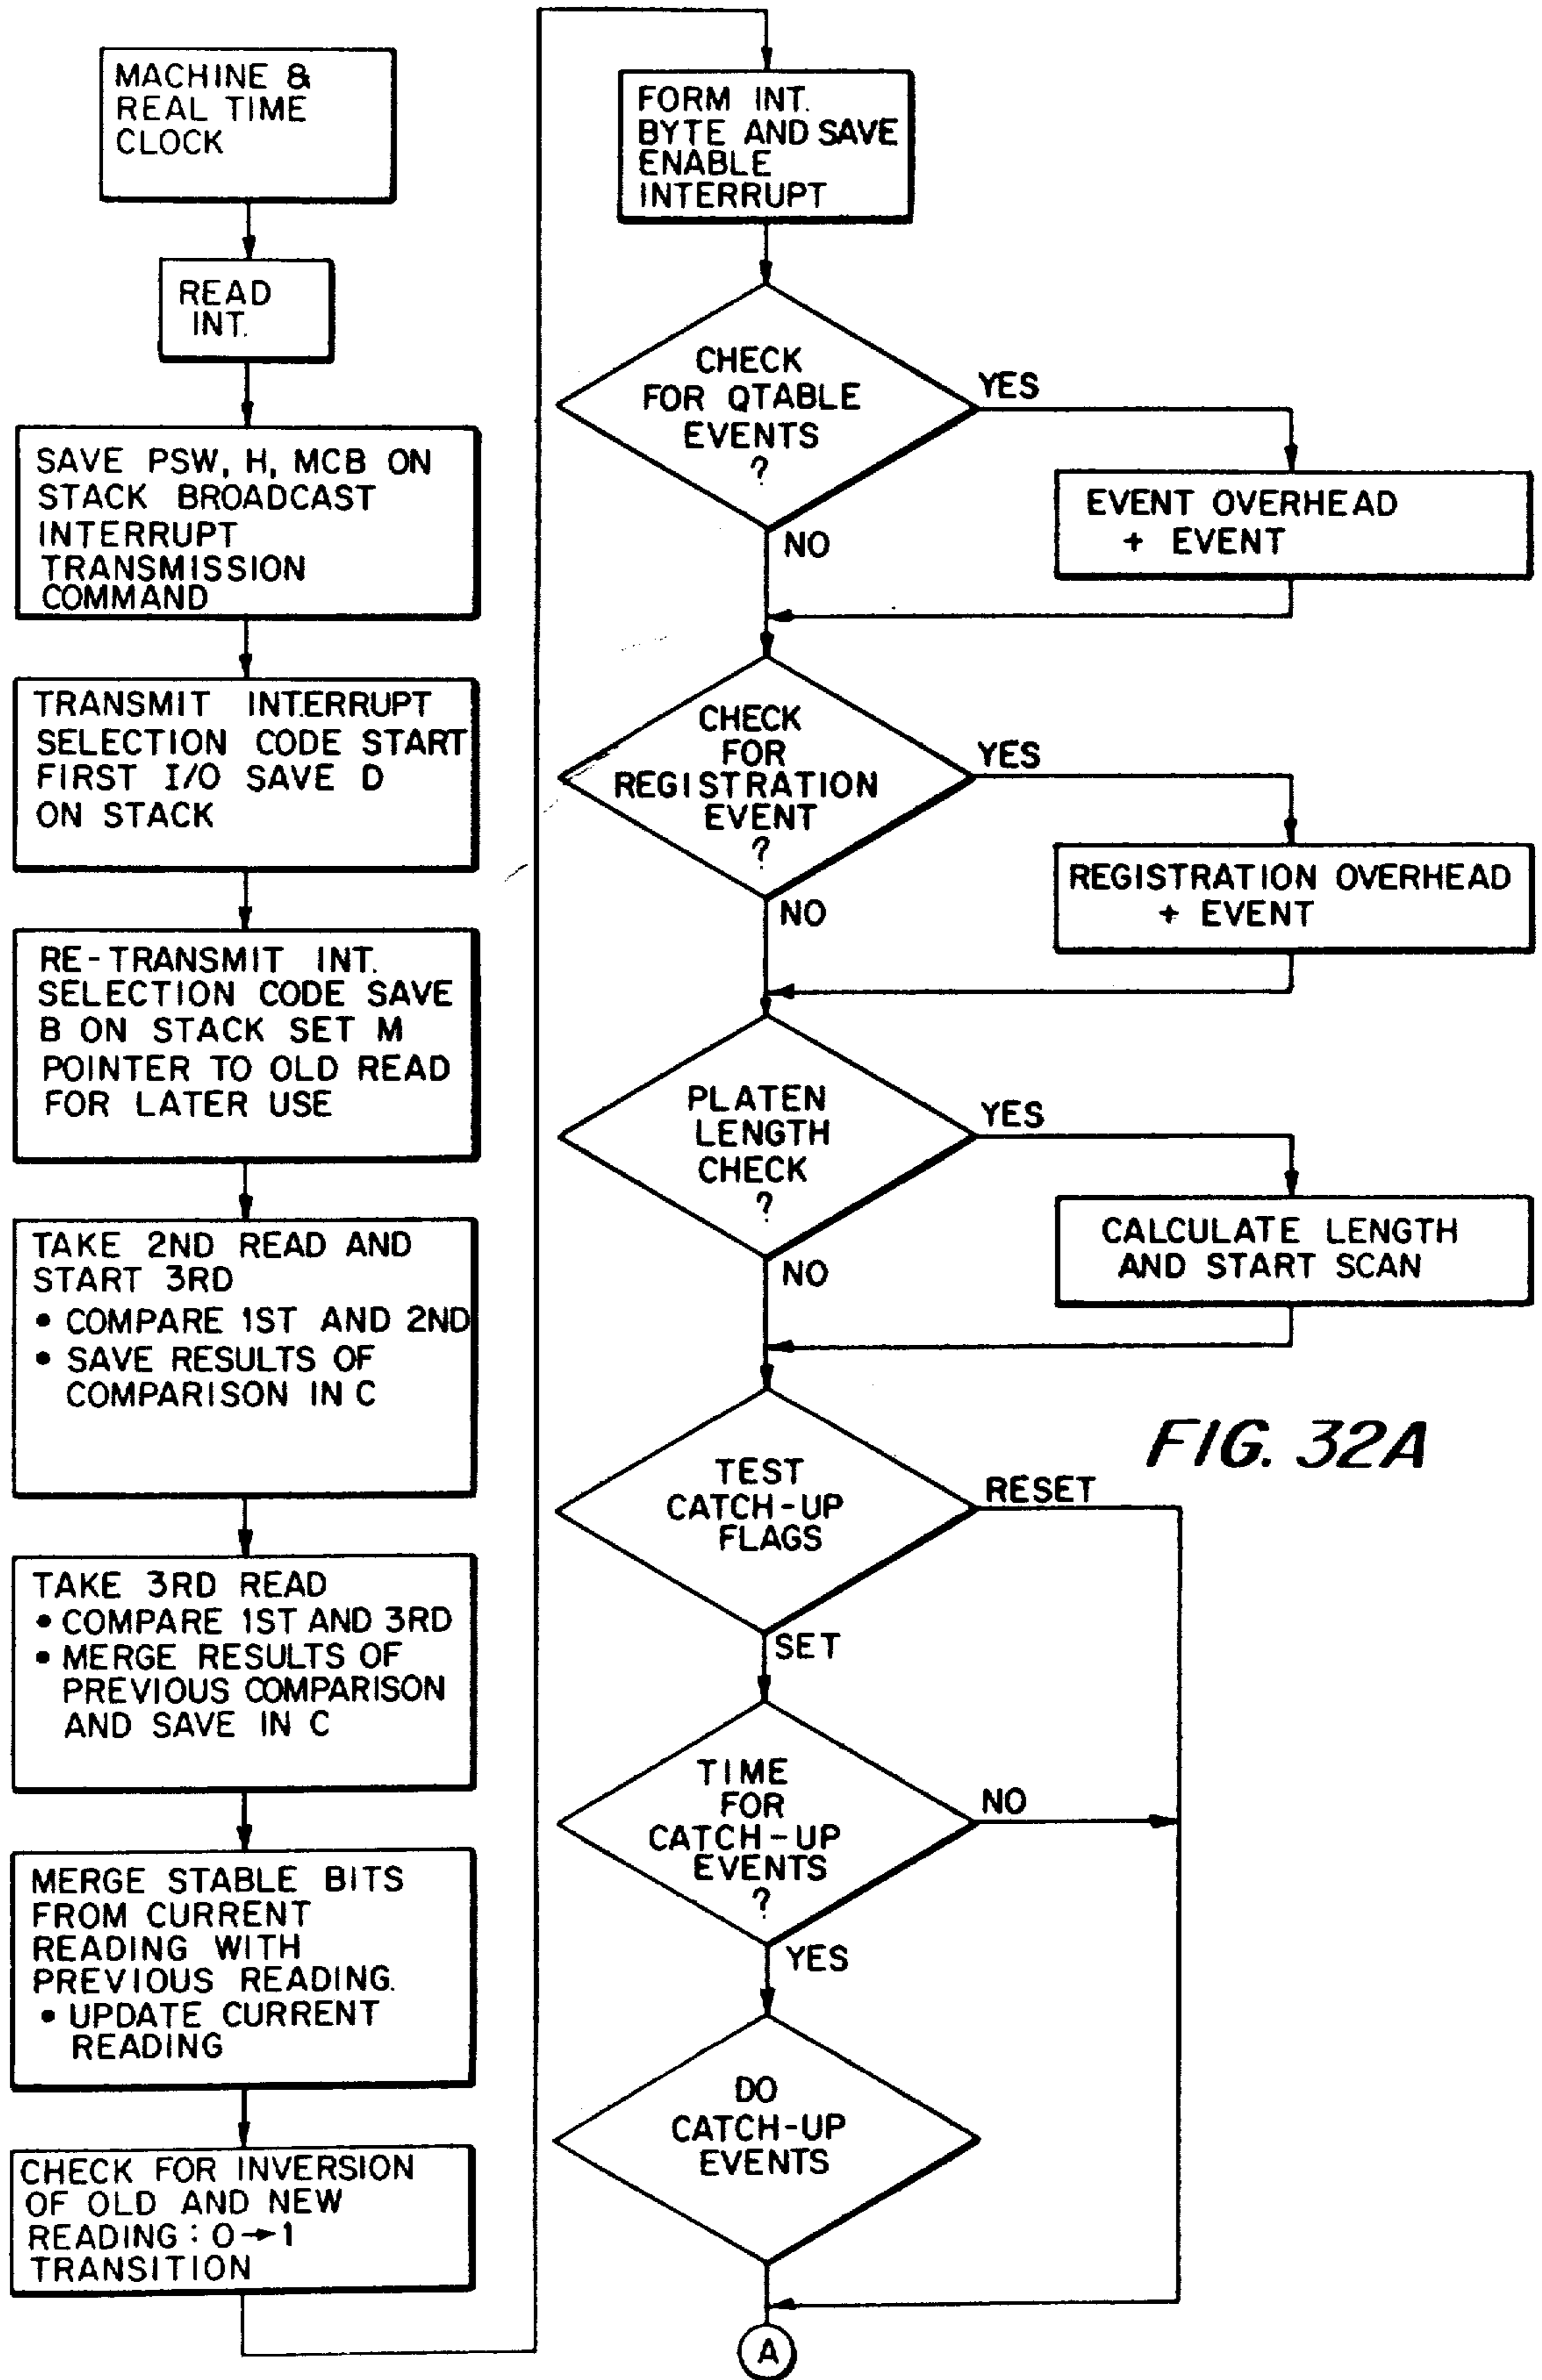 MACHINE &
REAL TIME
CLOCK
READ
INT.
SAVE PSW, H, MCB ON
STACK BROADCAST
INTERRUPT
TRANSMISSION
COMMAND
TRANSMIT INTERRUPT
SELECTION CODE START
FIRST I/O SAVE D
ON STACK
RE-TRANSMIT INT.
SELECTION CODE SAVE
B ON STACK SET M
POINTER TO OLD READ
FOR LATER USE
TAKE 2ND READ AND
START 3RD
• COMPARE 1ST AND 2ND
• SAVE RESULTS OF
COMPARISON IN C
TAKE 3RD READ
• COMPARE 1ST AND 3RD
• MERGE RESULTS OF
PREVIOUS COMPARISON
AND SAVE IN C
MERGE STABLE BITS
FROM CURRENT
READING WITH
PREVIOUS READING.
• UPDATE CURRENT
READING
CHECK FOR INVERSION
OF OLD AND NEW
READING : 0→1
TRANSITION
FORM INT.
BYTE AND SAVE
ENABLE
INTERRUPT
CHECK
FOR QTABLE
EVENTS
?
YES
NO
EVENT OVERHEAD
+ EVENT
CHECK
FOR
REGISTRATION
EVENT
?
YES
NO
REGISTRATION OVERHEAD
+ EVENT
PLATEN
LENGTH
CHECK
?
YES
NO
CALCULATE LENGTH
AND START SCAN
TEST
CATCH-UP
FLAGS
RESET
SET
TIME
FOR
CATCH-UP
EVENTS
?
NO
YES
DO
CATCH-UP
EVENTS
A
FIG. 32A